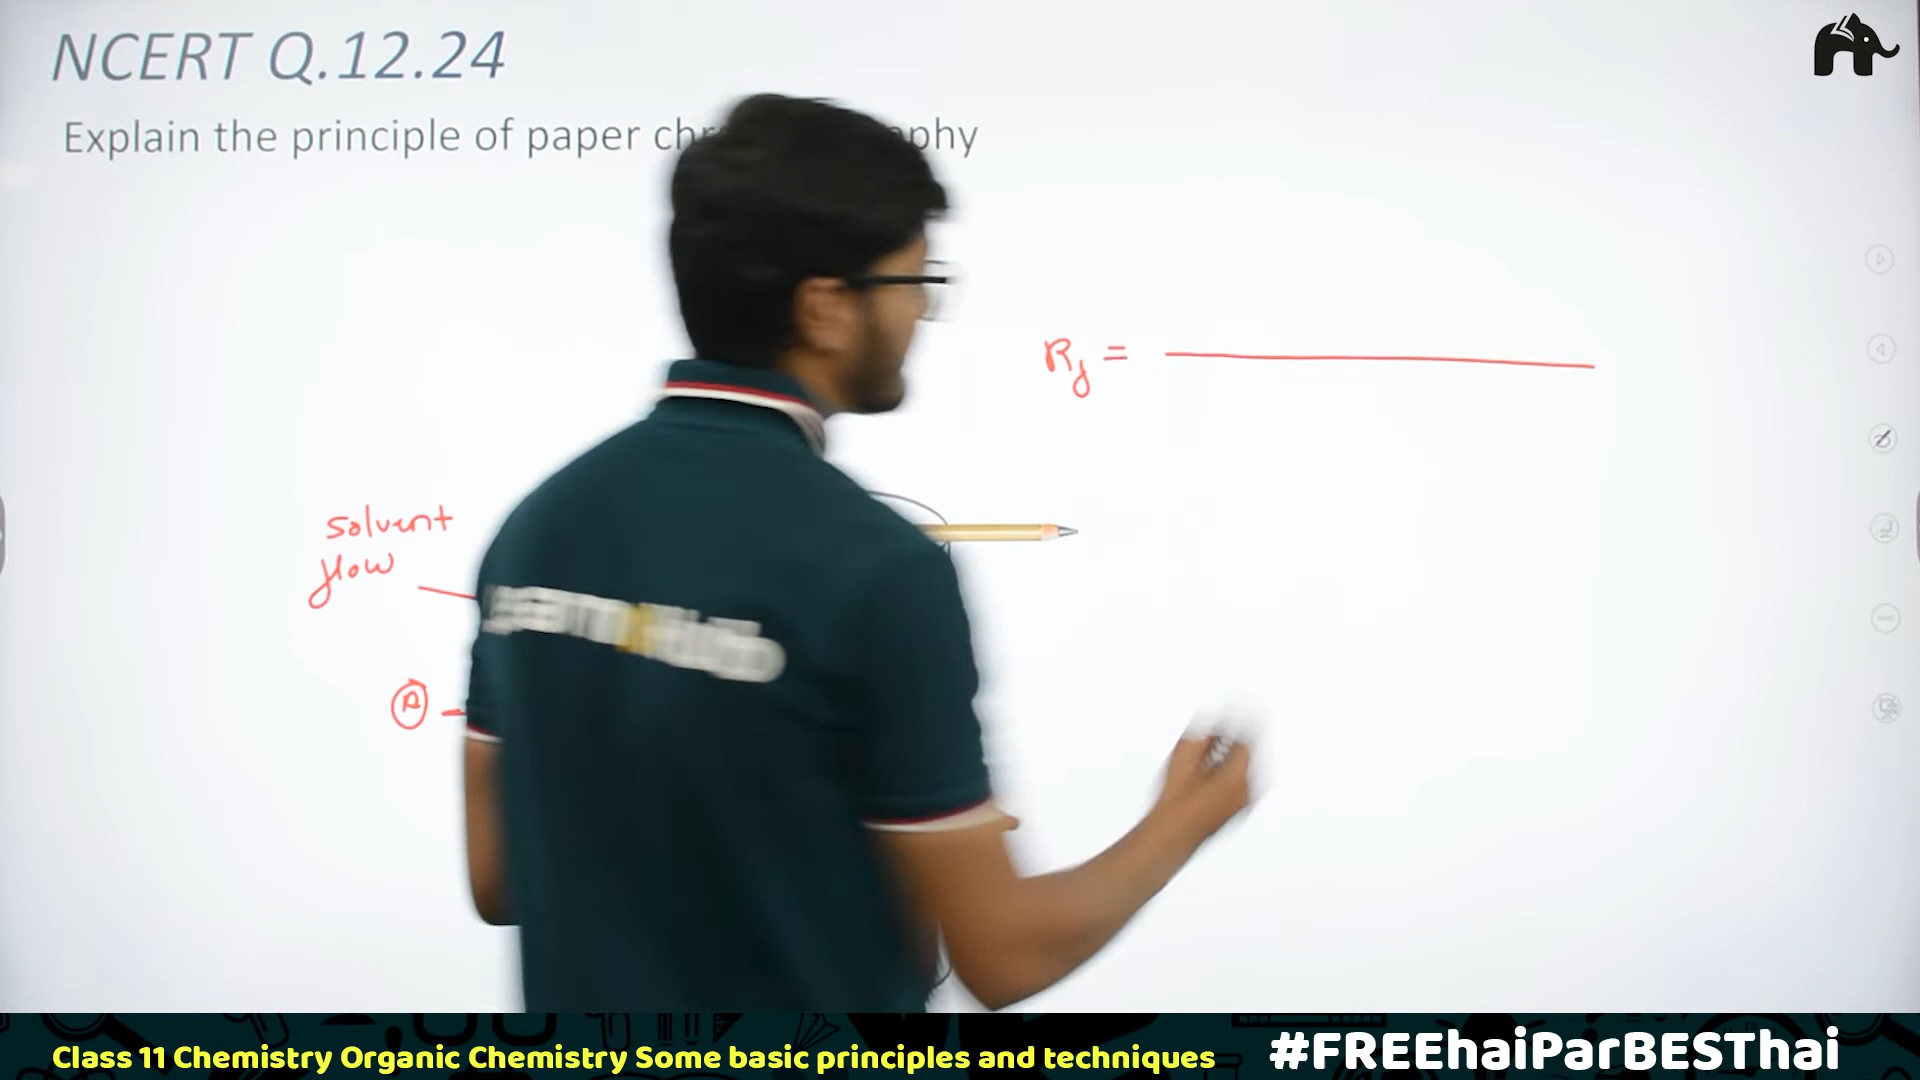 NCERT Q.12.24
Explain the principle of paper phy
Rf =
solvent
flow
A
Class 11 Chemistry Organic Chemistry Some basic principles and techniques
#FREEhaiParBESThai